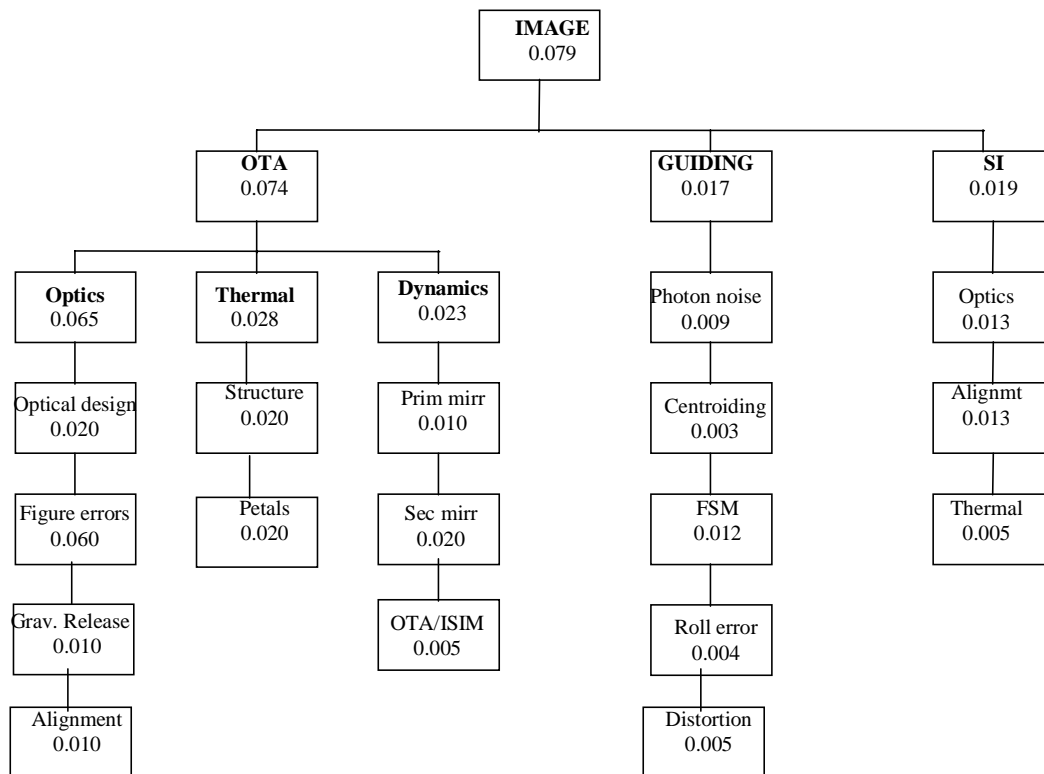 IMAGE
0.079
OTA
0.074
GUIDING
0.017
SI
0.019
Optics
0.065
Thermal
0.028
Dynamics
0.023
Photon noise
0.009
Optics
0.013
Optical design
0.020
Structure
0.020
Prim mirr
0.010
Centroiding
0.003
Alignmt
0.013
Figure errors
0.060
Petals
0.020
Sec mirr
0.020
FSM
0.012
Thermal
0.005
Grav. Release
0.010
OTA/ISIM
0.005
Roll error
0.004
Alignment
0.010
Distortion
0.005